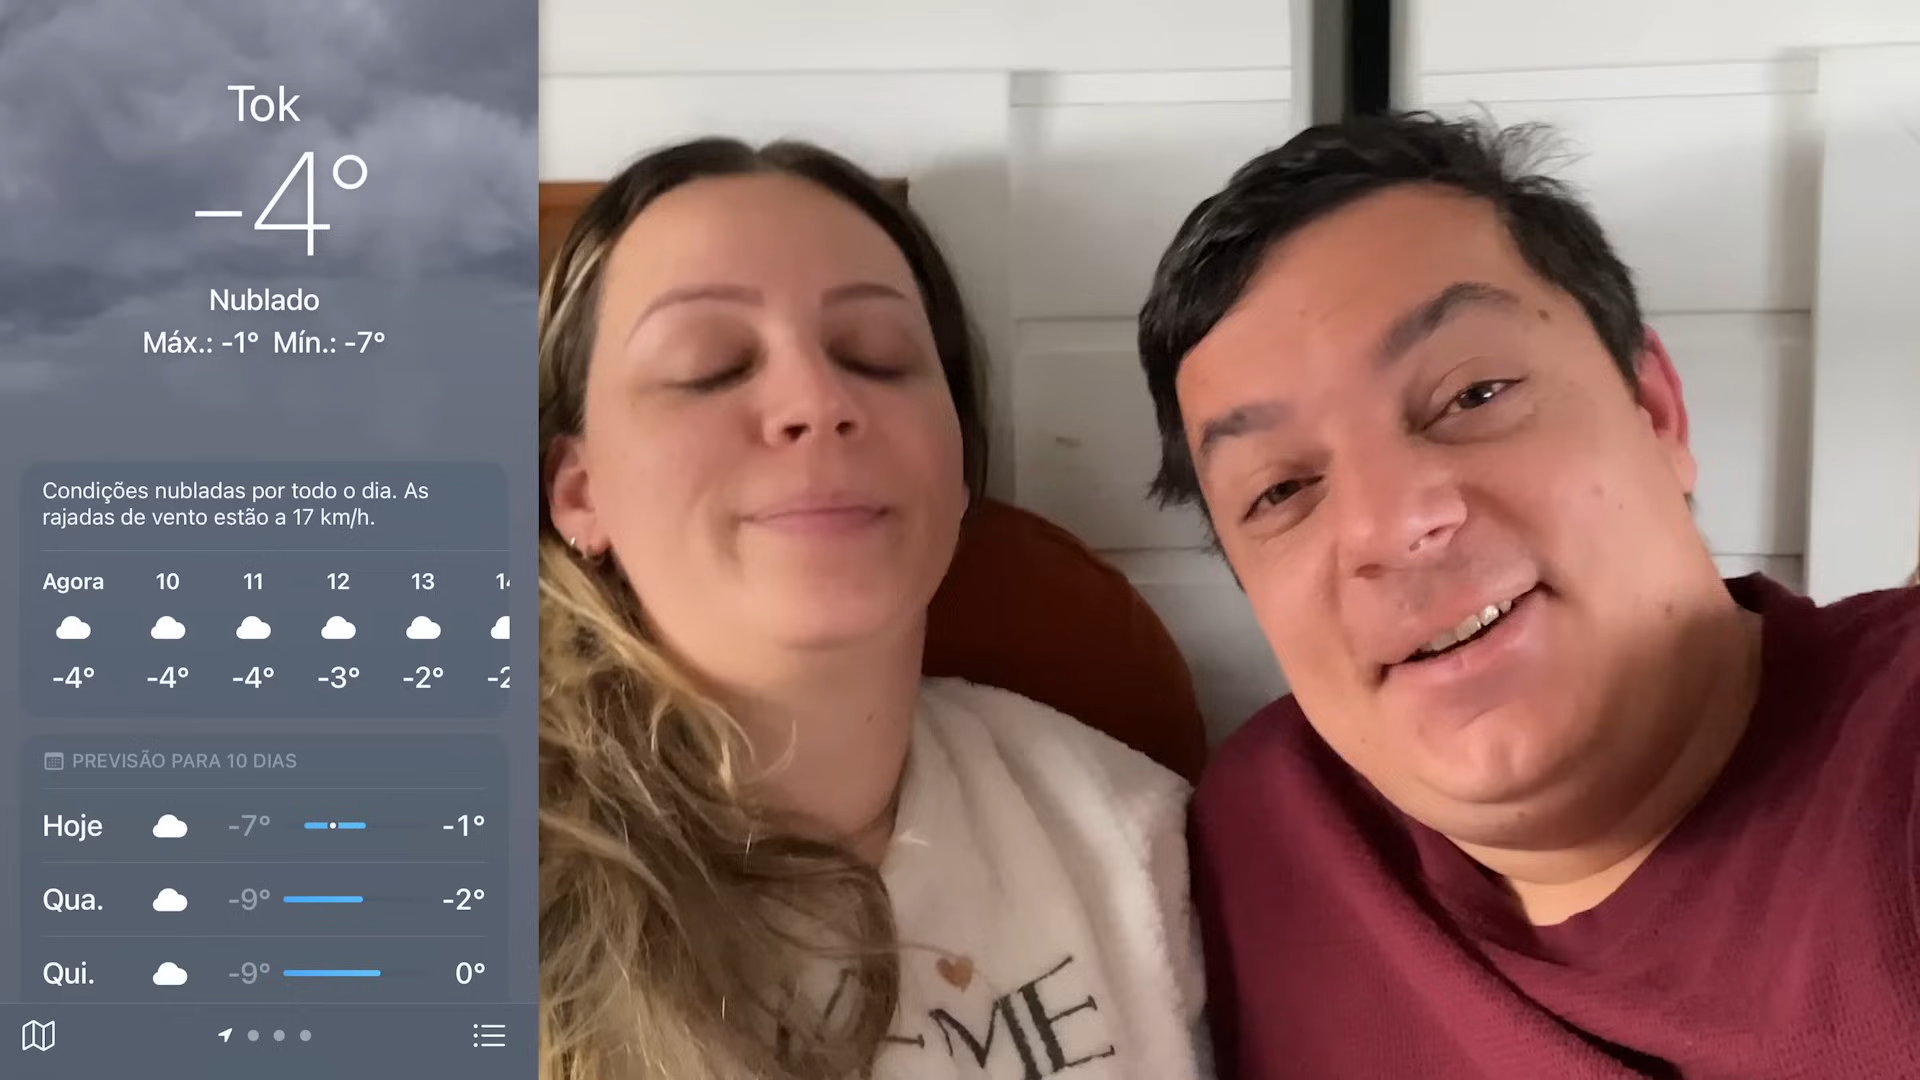 Tok
-4°
Nublado
Máx.: -1° Mín.: -7°
Condições nubladas por todo o dia. As
rajadas de vento estão a 17 km/h.
Agora 10 11 12 13
-4° -4° -4° -3° -2°
PREVISÃO PARA 10 DIAS
Hoje -7° -1°
Qua. -9° -2°
Qui. -9° 0°
ME